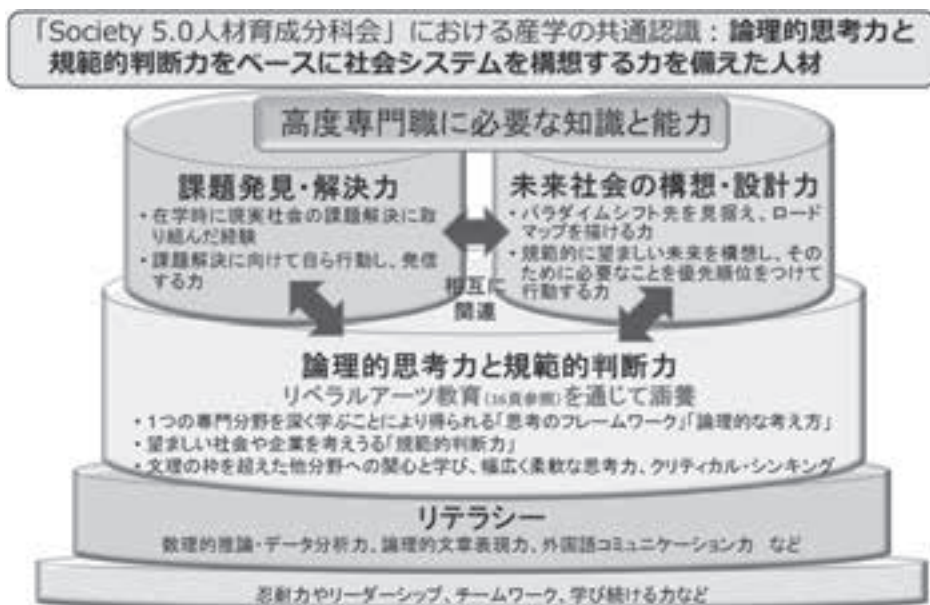 「Society 5.0人材育成分科会」における産学の共通認識：論理的思考力と
規範的判断力をベースに社会システムを構想する力を備えた人材
高度専門職に必要な知識と能力
課題発見・解決力
・在学時に現実社会の課題解決に取
り組んだ経験
・課題解決に向けて自ら行動し、発信
する力
未来社会の構想・設計力
・パラダイムシフト先を見据え、ロード
マップを描ける力
・規範的に望ましい未来を構想し、その
ために必要なことを優先順位をつけて
行動する力
相互に
関連
論理的思考力と規範的判断力
リベラルアーツ教育(16頁参照)を通じて涵養
・1つの専門分野を深く学ぶことにより得られる「思考のフレームワーク」「論理的な考え方」
・望ましい社会や企業を考えうる「規範的判断力」
・文理の枠を超えた他分野への関心と学び、幅広く柔軟な思考力、クリティカル・シンキング
リテラシー
数理的推論・データ分析力、論理的文章表現力、外国語コミュニケーション力 など
忍耐力やリーダーシップ、チームワーク、学び続ける力など